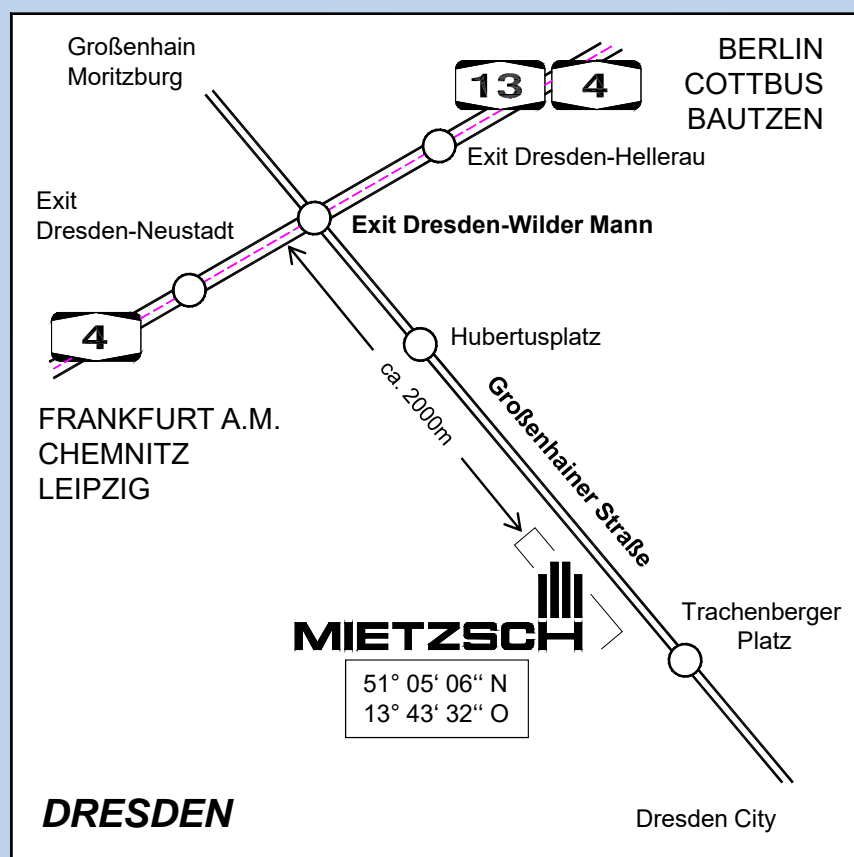 Großenhain
Moritzburg
BERLIN
COTTBUS
BAUTZEN
13
4
Exit Dresden-Hellerau
Exit
Dresden-Neustadt
Exit Dresden-Wilder Mann
4
Hubertusplatz
ca. 2000m
Großenhainer Straße
FRANKFURT A.M.
CHEMNITZ
LEIPZIG
MIETZSCH
51° 05‘ 06‘‘ N
13° 43‘ 32‘‘ O
Trachenberger
Platz
DRESDEN
Dresden City